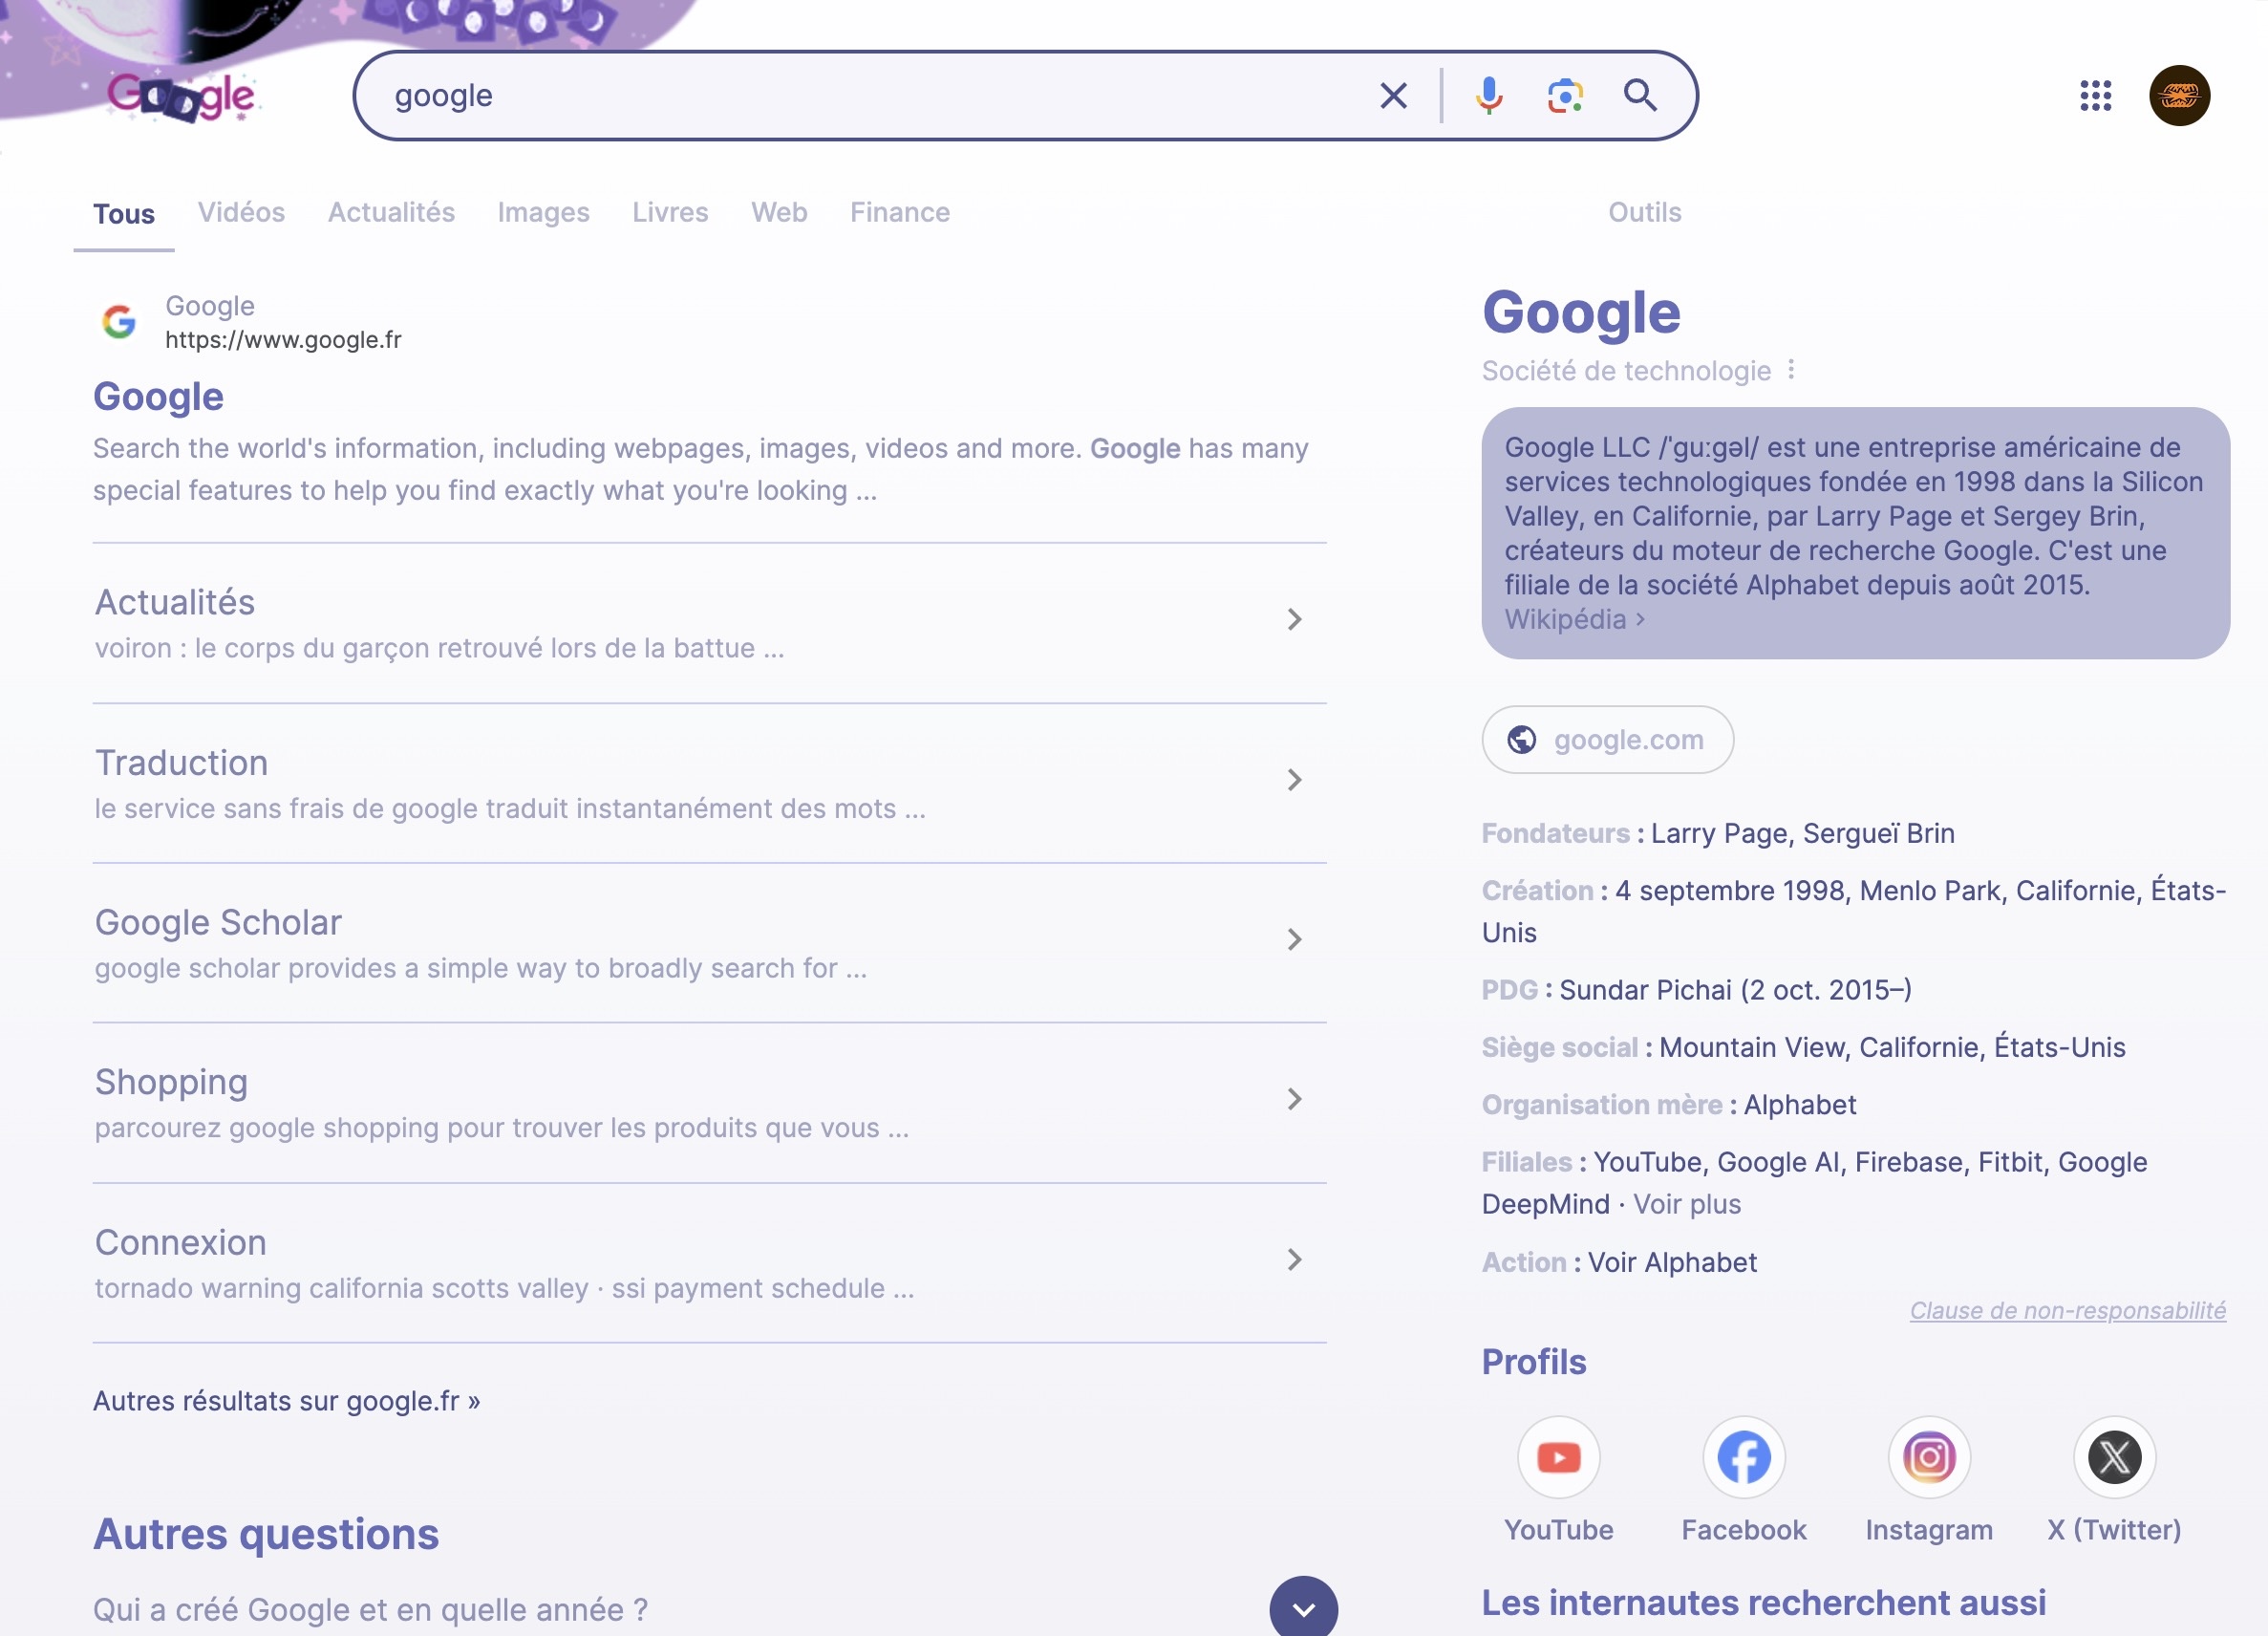 Google
google
Tous
Vidéos
Actualités
Images
Livres
Web
Finance
Outils
Google
https://www.google.fr
Google
Search the world's information, including webpages, images, videos and more. Google has many
special features to help you find exactly what you're looking ...
Actualités
voiron : le corps du garçon retrouvé lors de la battue ...
Traduction
le service sans frais de google traduit instantanément des mots ...
Google Scholar
google scholar provides a simple way to broadly search for ...
Shopping
parcourez google shopping pour trouver les produits que vous ...
Connexion
tornado warning california scotts valley · ssi payment schedule ...
Autres résultats sur google.fr »
Autres questions
Qui a créé Google et en quelle année ?
Google
Société de technologie
Google LLC /ˈguːgəl/ est une entreprise américaine de
services technologiques fondée en 1998 dans la Silicon
Valley, en Californie, par Larry Page et Sergey Brin,
créateurs du moteur de recherche Google. C'est une
filiale de la société Alphabet depuis août 2015.
Wikipédia ›
google.com
Fondateurs : Larry Page, Sergueï Brin
Création : 4 septembre 1998, Menlo Park, Californie, États-
Unis
PDG : Sundar Pichai (2 oct. 2015–)
Siège social : Mountain View, Californie, États-Unis
Organisation mère : Alphabet
Filiales : YouTube, Google AI, Firebase, Fitbit, Google
DeepMind · Voir plus
Action : Voir Alphabet
Clause de non-responsabilité
Profils
YouTube
Facebook
Instagram
X (Twitter)
Les internautes recherchent aussi